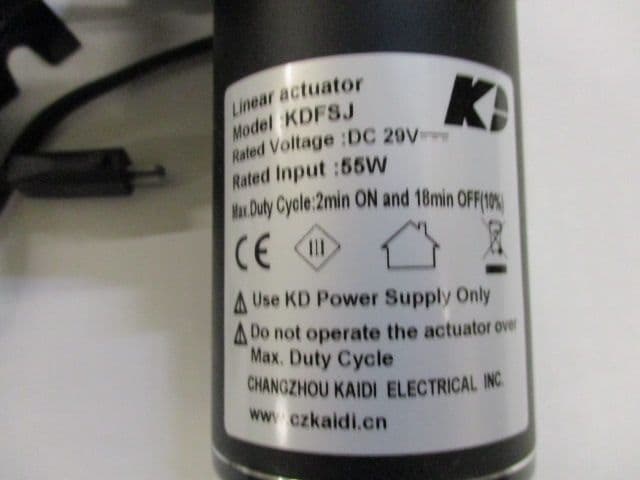 Linear actuator
KD
Model :KDFSJ
Rated Voltage :DC 29V
Rated Input :55W
Max.Duty Cycle:2min ON and 18min OFF(10%)
CE
Use KD Power Supply Only
Do not operate the actuator over
Max. Duty Cycle
CHANGZHOU KAIDI ELECTRICAL INC.
www.czkaidi.cn